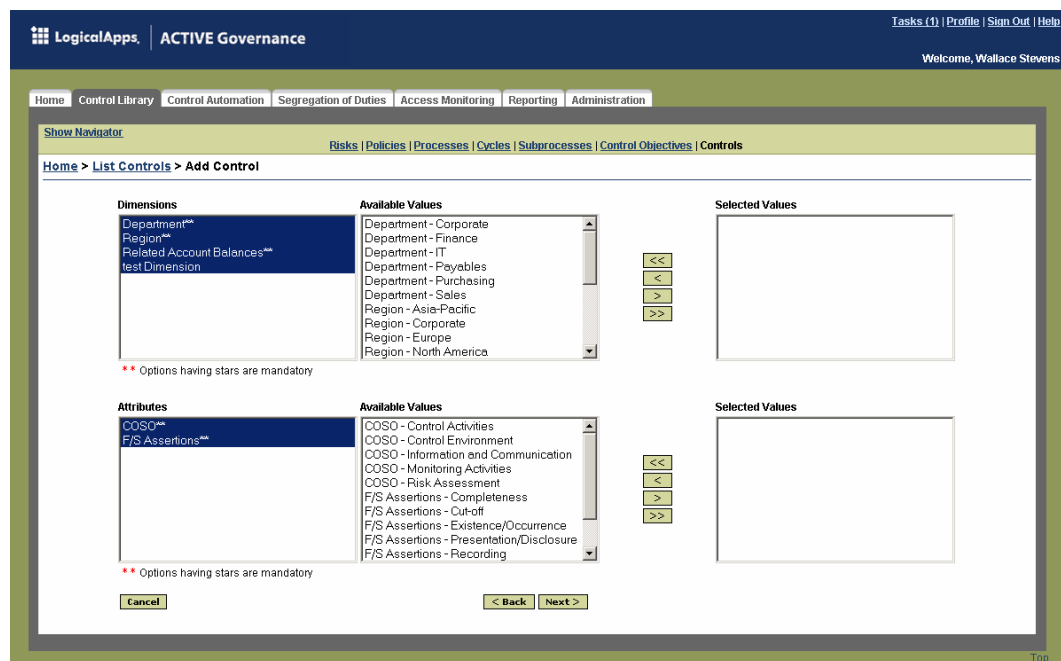 Tasks (1) | Profile | Sign Out | Help
LogicalApps. ACTIVE Governance
Welcome, Wallace Stevens
Home Control Library Control Automation Segregation of Duties Access Monitoring Reporting Administration
Show Navigator
Risks | Policies | Processes | Cycles | Subprocesses | Control Objectives | Controls
Home > List Controls > Add Control
Dimensions
Department**
Region**
Related Account Balances**
test Dimension
** Options having stars are mandatory
Available Values
Department - Corporate
Department - Finance
Department - IT
Department - Payables
Department - Purchasing
Department - Sales
Region - Asia-Pacific
Region - Corporate
Region - Europe
Region - North America
<<
<
>
>>
Selected Values
Attributes
COSO**
F/S Assertions**
** Options having stars are mandatory
Available Values
COSO - Control Activities
COSO - Control Environment
COSO - Information and Communication
COSO - Monitoring Activities
COSO - Risk Assessment
F/S Assertions - Completeness
F/S Assertions - Cut-off
F/S Assertions - Existence/Occurrence
F/S Assertions - Presentation/Disclosure
F/S Assertions - Recording
<<
<
>
>>
Selected Values
Cancel < Back Next >
Top